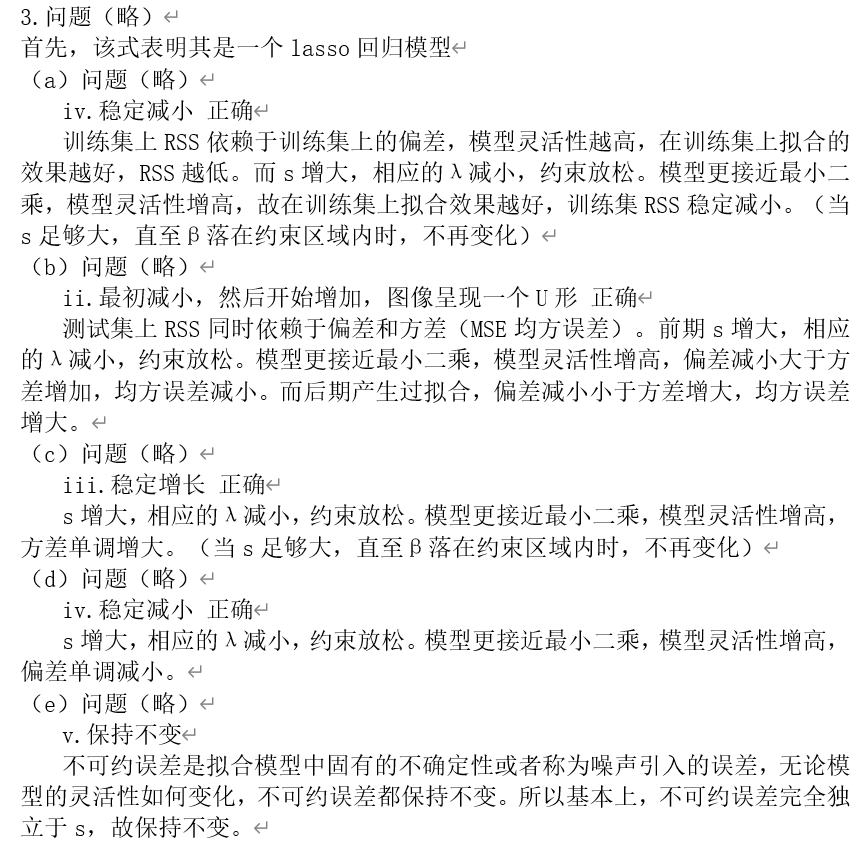 3.问题（略）
首先，该式表明其是一个 lasso 回归模型
（a）问题（略）
iv.稳定减小 正确
训练集上 RSS 依赖于训练集上的偏差，模型灵活性越高，在训练集上拟合的
效果越好，RSS 越低。而 s 增大，相应的 λ 减小，约束放松。模型更接近最小二
乘，模型灵活性增高，故在训练集上拟合效果越好，训练集 RSS 稳定减小。（当
s 足够大，直至 β 落在约束区域内时，不再变化）
（b）问题（略）
ii.最初减小，然后开始增加，图像呈现一个 U 形 正确
测试集上 RSS 同时依赖于偏差和方差（MSE 均方误差）。前期 s 增大，相应
的 λ 减小，约束放松。模型更接近最小二乘，模型灵活性增高，偏差减小大于方
差增加，均方误差减小。而后期产生过拟合，偏差减小小于方差增大，均方误差
增大。
（c）问题（略）
iii.稳定增长 正确
s 增大，相应的 λ 减小，约束放松。模型更接近最小二乘，模型灵活性增高，
方差单调增大。（当 s 足够大，直至 β 落在约束区域内时，不再变化）
（d）问题（略）
iv.稳定减小 正确
s 增大，相应的 λ 减小，约束放松。模型更接近最小二乘，模型灵活性增高，
偏差单调减小。
（e）问题（略）
v.保持不变
不可约误差是拟合模型中固有的不确定性或者称为噪声引入的误差，无论模
型的灵活性如何变化，不可约误差都保持不变。所以基本上，不可约误差完全独
立于 s，故保持不变。